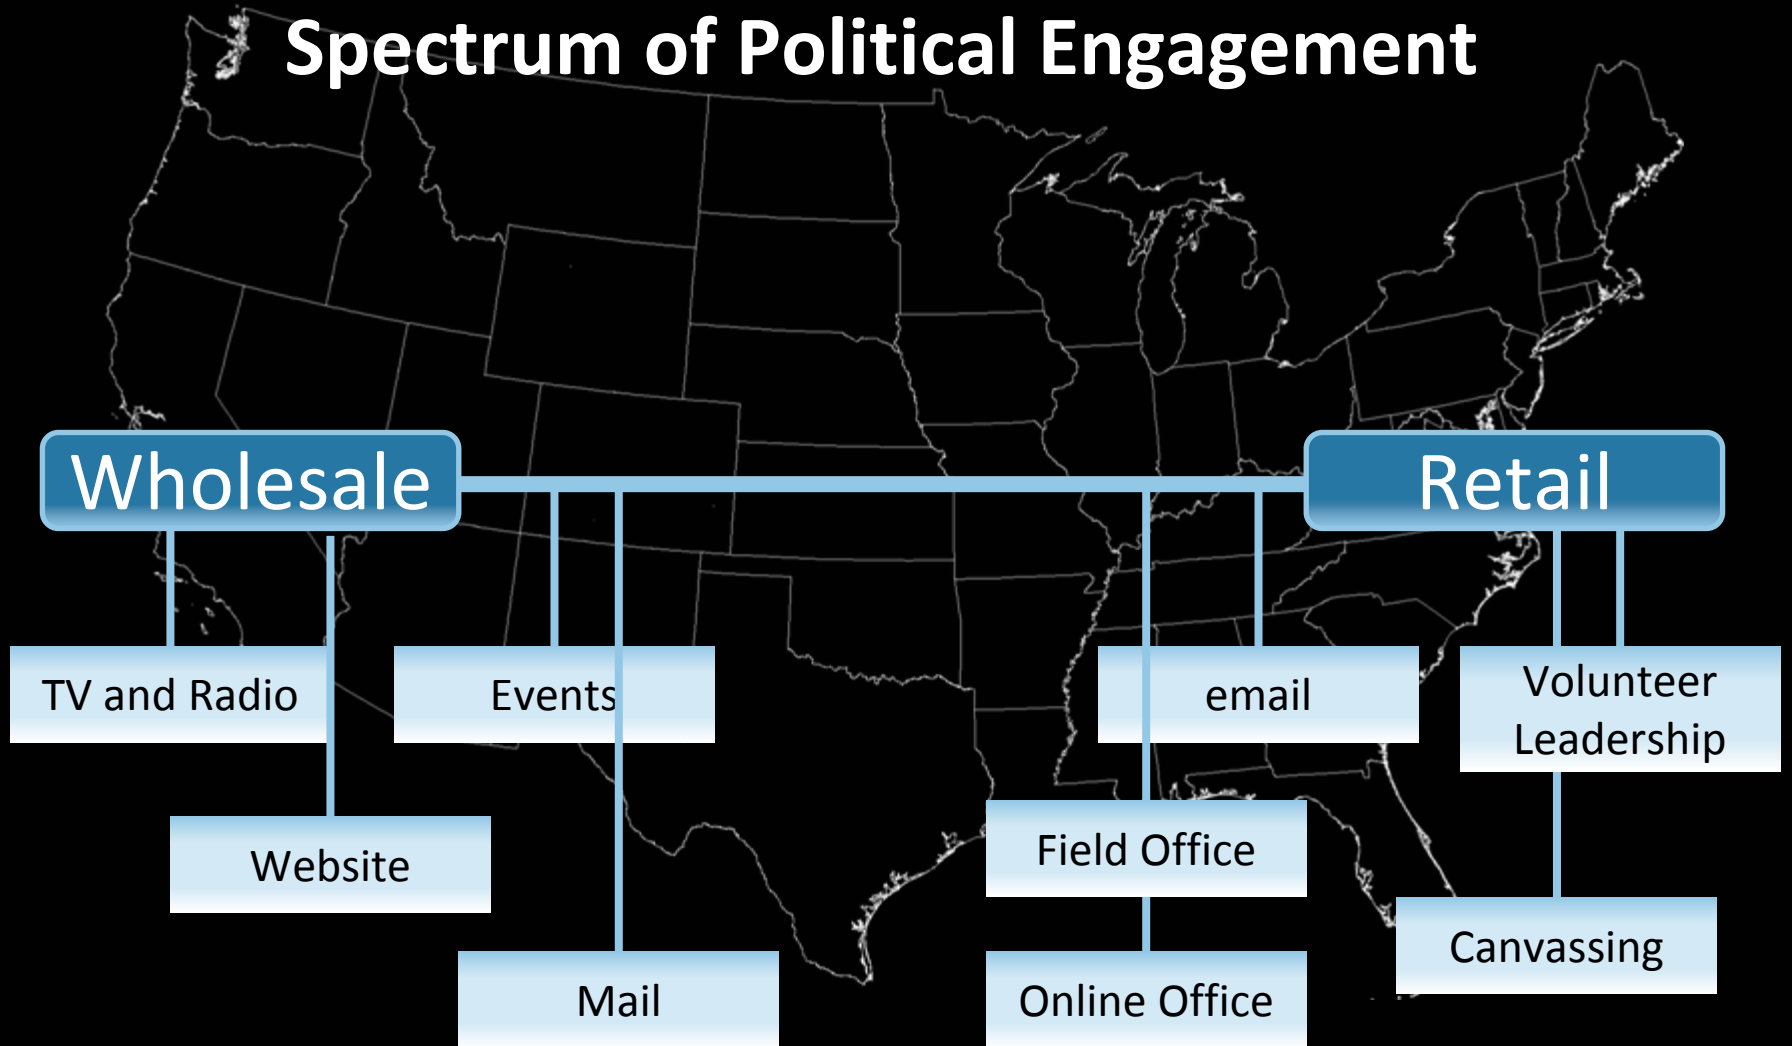 Spectrum of Political Engagement
Wholesale
Retail
TV and Radio
Events
email
Volunteer
Leadership
Website
Field Office
Canvassing
Mail
Online Office